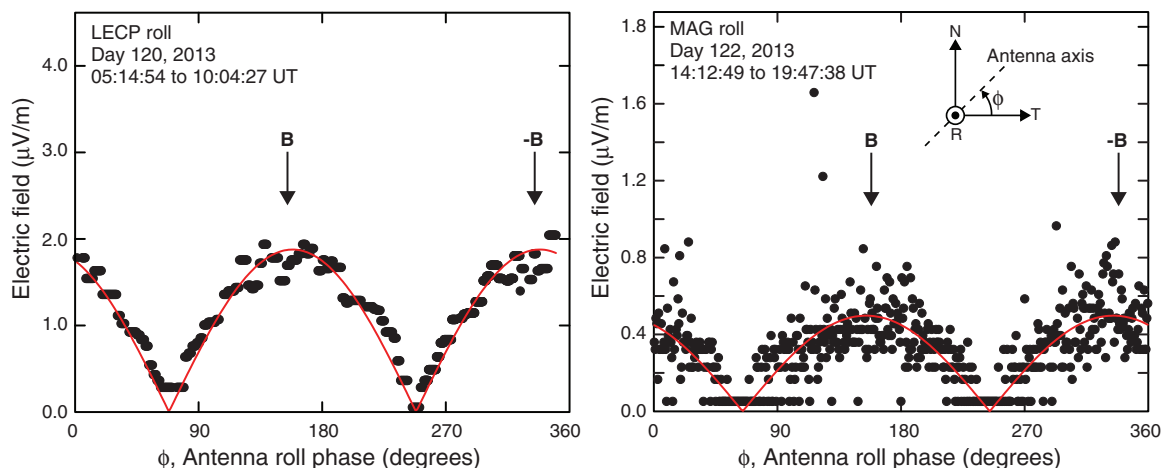 LECP roll
Day 120, 2013
05:14:54 to 10:04:27 UT
B
-B
Electric field (μV/m)
4.0
3.0
2.0
1.0
0.0
0
90
180
270
360
ϕ, Antenna roll phase (degrees)
MAG roll
Day 122, 2013
14:12:49 to 19:47:38 UT
N
Antenna axis
ϕ
T
R
B
-B
Electric field (μV/m)
1.8
1.6
1.2
0.8
0.4
0.0
0
90
180
270
360
ϕ, Antenna roll phase (degrees)